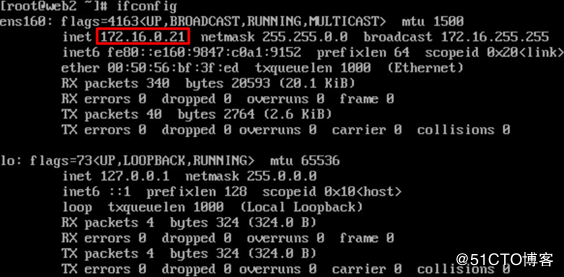 [root@web2 ~]# ifconfig
ens160: flags=4163<UP,BROADCAST,RUNNING,MULTICAST>  mtu 1500
inet 172.16.0.21  netmask 255.255.0.0  broadcast 172.16.255.255
inet6 fe80::e160:9847:c0a1:9152  prefixlen 64  scopeid 0x20<link>
ether 00:50:56:bf:3f:ed  txqueuelen 1000  (Ethernet)
RX packets 340  bytes 20593 (20.1 KiB)
RX errors 0  dropped 0  overruns 0  frame 0
TX packets 40  bytes 2764 (2.6 KiB)
TX errors 0  dropped 0 overruns 0  carrier 0  collisions 0
lo: flags=73<UP,LOOPBACK,RUNNING>  mtu 65536
inet 127.0.0.1  netmask 255.0.0.0
inet6 ::1  prefixlen 128  scopeid 0x10<host>
loop  txqueuelen 1000  (Local Loopback)
RX packets 4  bytes 324 (324.0 B)
RX errors 0  dropped 0  overruns 0  frame 0
TX packets 4  bytes 324 (324.0 B)
TX errors 0  dropped 0 overruns 0  carrier 0  collisions 0
@51CTO博客